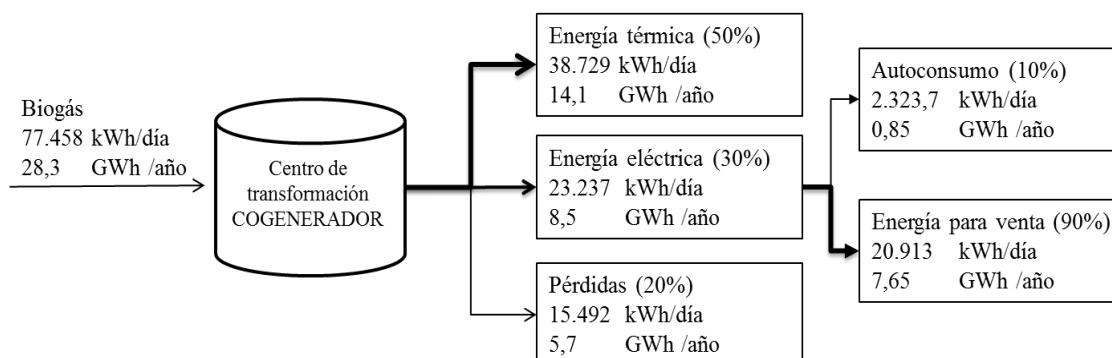 Biogás
77.458 kWh/día
28,3 GWh /año
Centro de
transformación
COGENERADOR
Energía térmica (50%)
38.729 kWh/día
14,1 GWh /año
Energía eléctrica (30%)
23.237 kWh/día
8,5 GWh /año
Pérdidas (20%)
15.492 kWh/día
5,7 GWh /año
Autoconsumo (10%)
2.323,7 kWh/día
0,85 GWh /año
Energía para venta (90%)
20.913 kWh/día
7,65 GWh /año